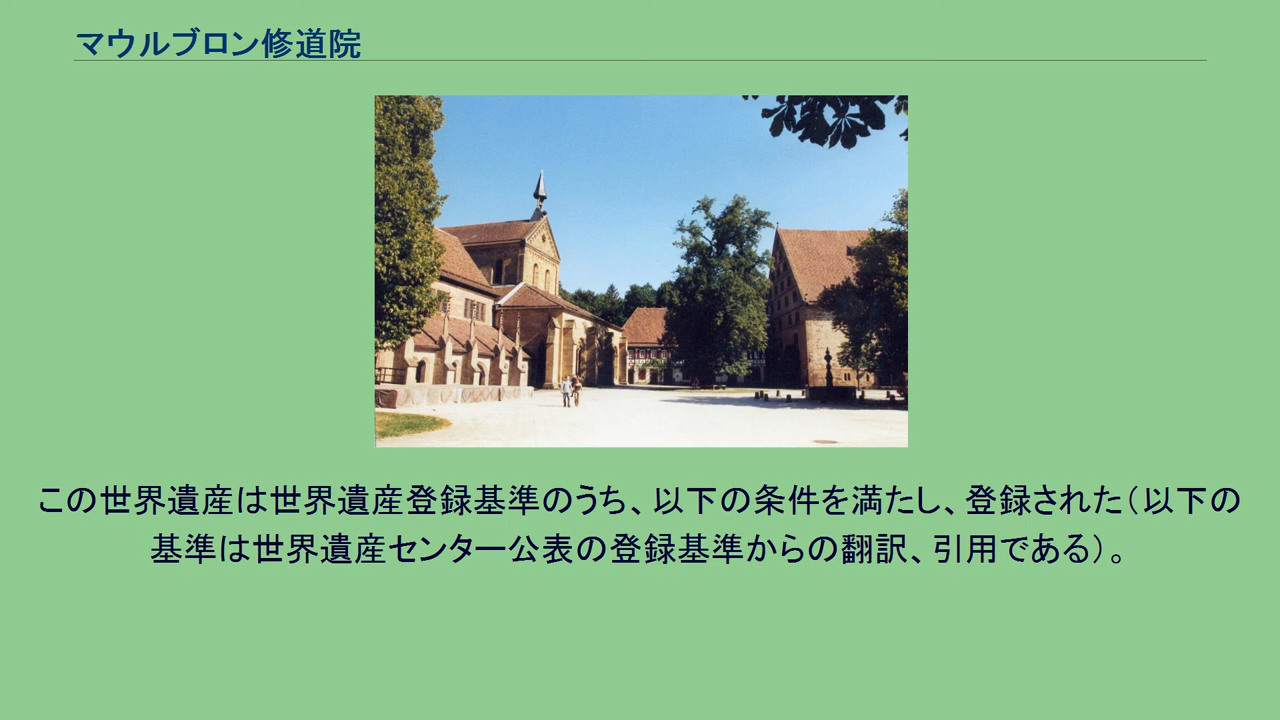 マウルブロン修道院
この世界遺産は世界遺産登録基準のうち、以下の条件を満たし、登録された（以下の
基準は世界遺産センター公表の登録基準からの翻訳、引用である）。